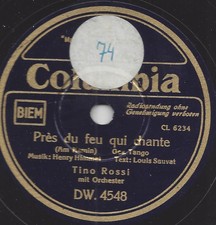 74
Columbia
BIEM
Radiosendung ohne
Genehmigung verboten
CL 6234
Près du feu qui chante
(Am Kamin) Ges. Tango
Musik: Henry Himmel Text: Louis Sauvat
Tino Rossi
mit Orchester
DW. 4548